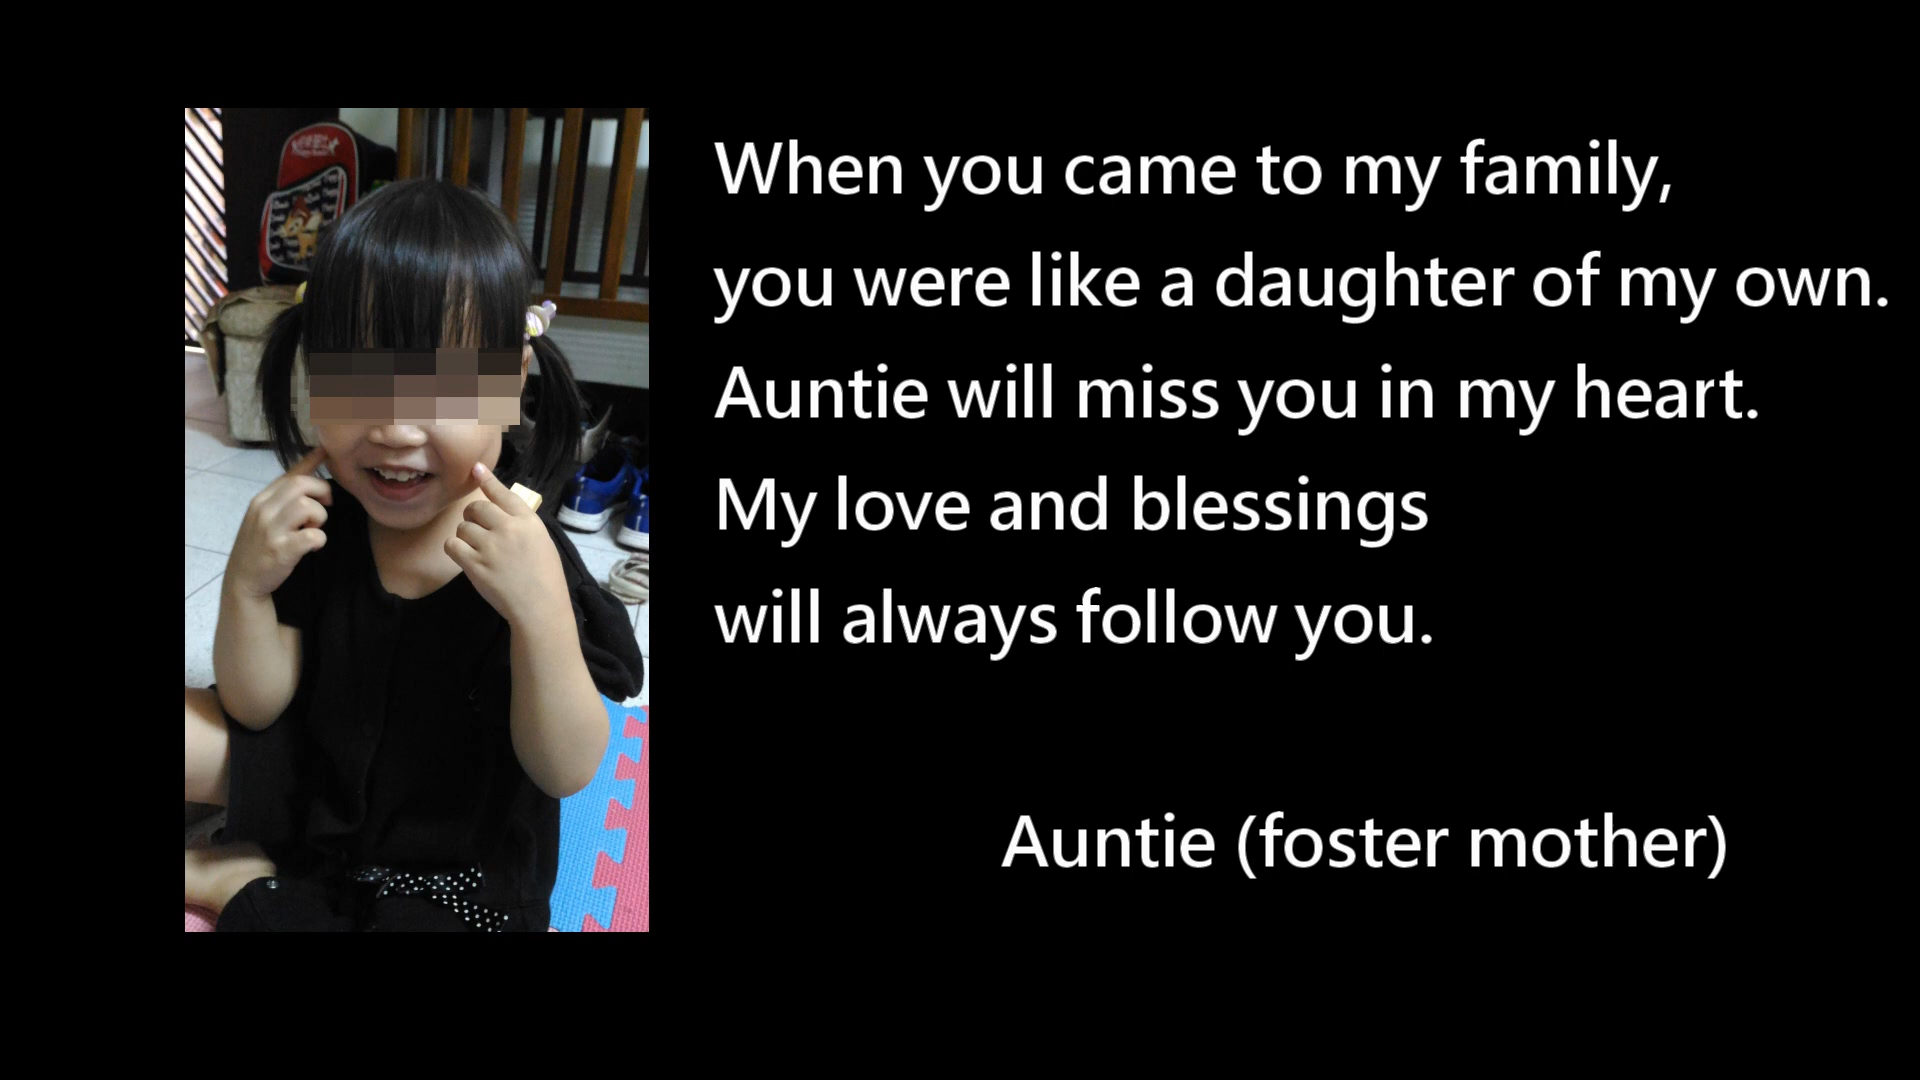 When you came to my family,
you were like a daughter of my own.
Auntie will miss you in my heart.
My love and blessings
will always follow you.
Auntie (foster mother)